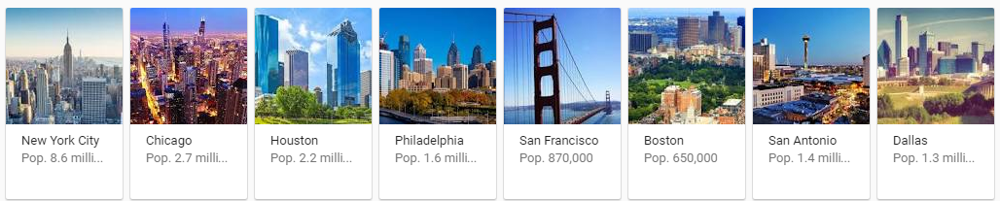 New York City
Pop. 8.6 milli...
Chicago
Pop. 2.7 milli...
Houston
Pop. 2.2 milli...
Philadelphia
Pop. 1.6 milli...
San Francisco
Pop. 870,000
Boston
Pop. 650,000
San Antonio
Pop. 1.4 milli...
Dallas
Pop. 1.3 milli...